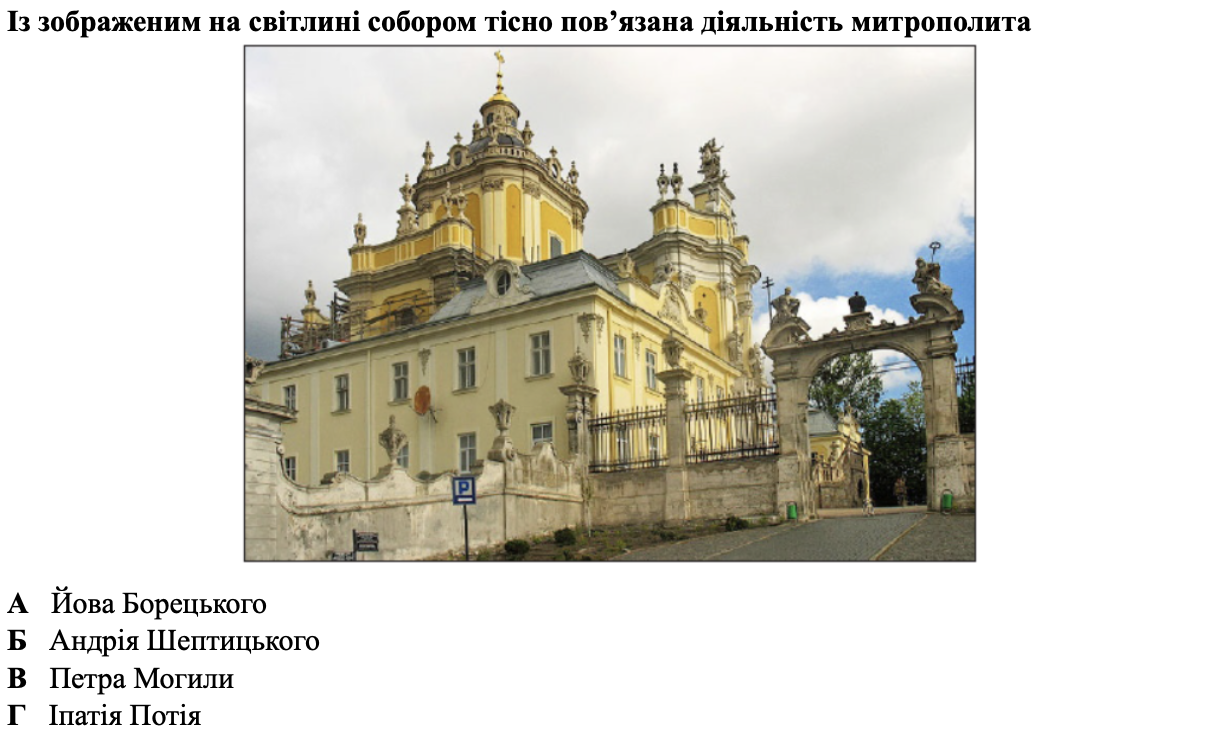 Із зображеним на світлині собором тісно пов’язана діяльність митрополита
P
А Йова Борецького
Б Андрія Шептицького
В Петра Могили
Г Іпатія Потія